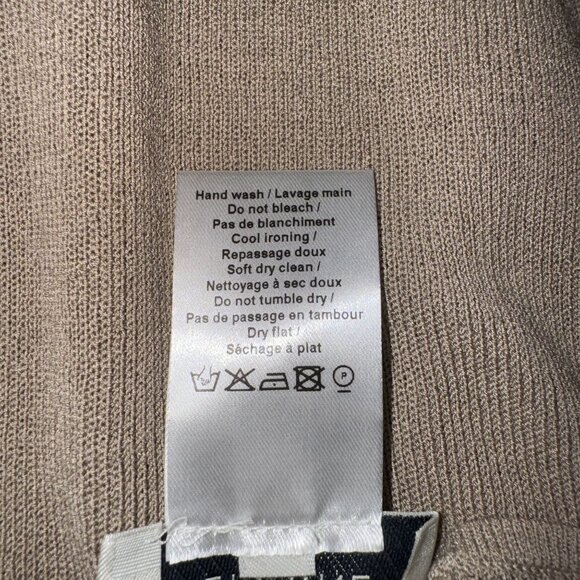 Hand wash / Lavage main
Do not bleach /
Pas de blanchiment
Cool ironing /
Repassage doux
Soft dry clean /
Nettoyage à sec doux
Do not tumble dry /
Pas de passage en tambour
Dry flat /
Séchage à plat
P